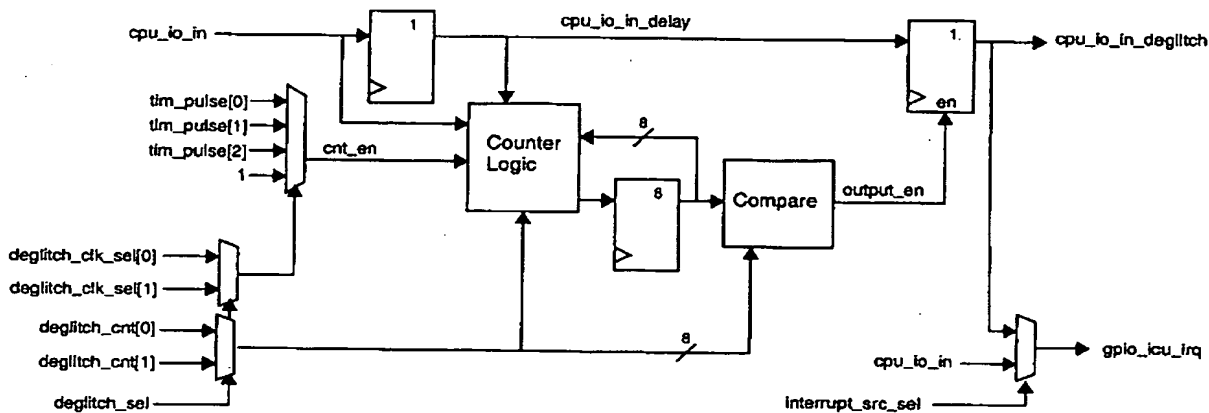 cpu_io_in
1
cpu_io_in_delay
1
cpu_io_in_deglitch
en
tim_pulse[0]
tim_pulse[1]
tim_pulse[2]
1
cnt_en
Counter
Logic
8
8
Compare
output_en
deglitch_clk_sel[0]
deglitch_clk_sel[1]
deglitch_cnt[0]
deglitch_cnt[1]
8
deglitch_sel
cpu_io_in
gpio_icu_irq
interrupt_src_sel